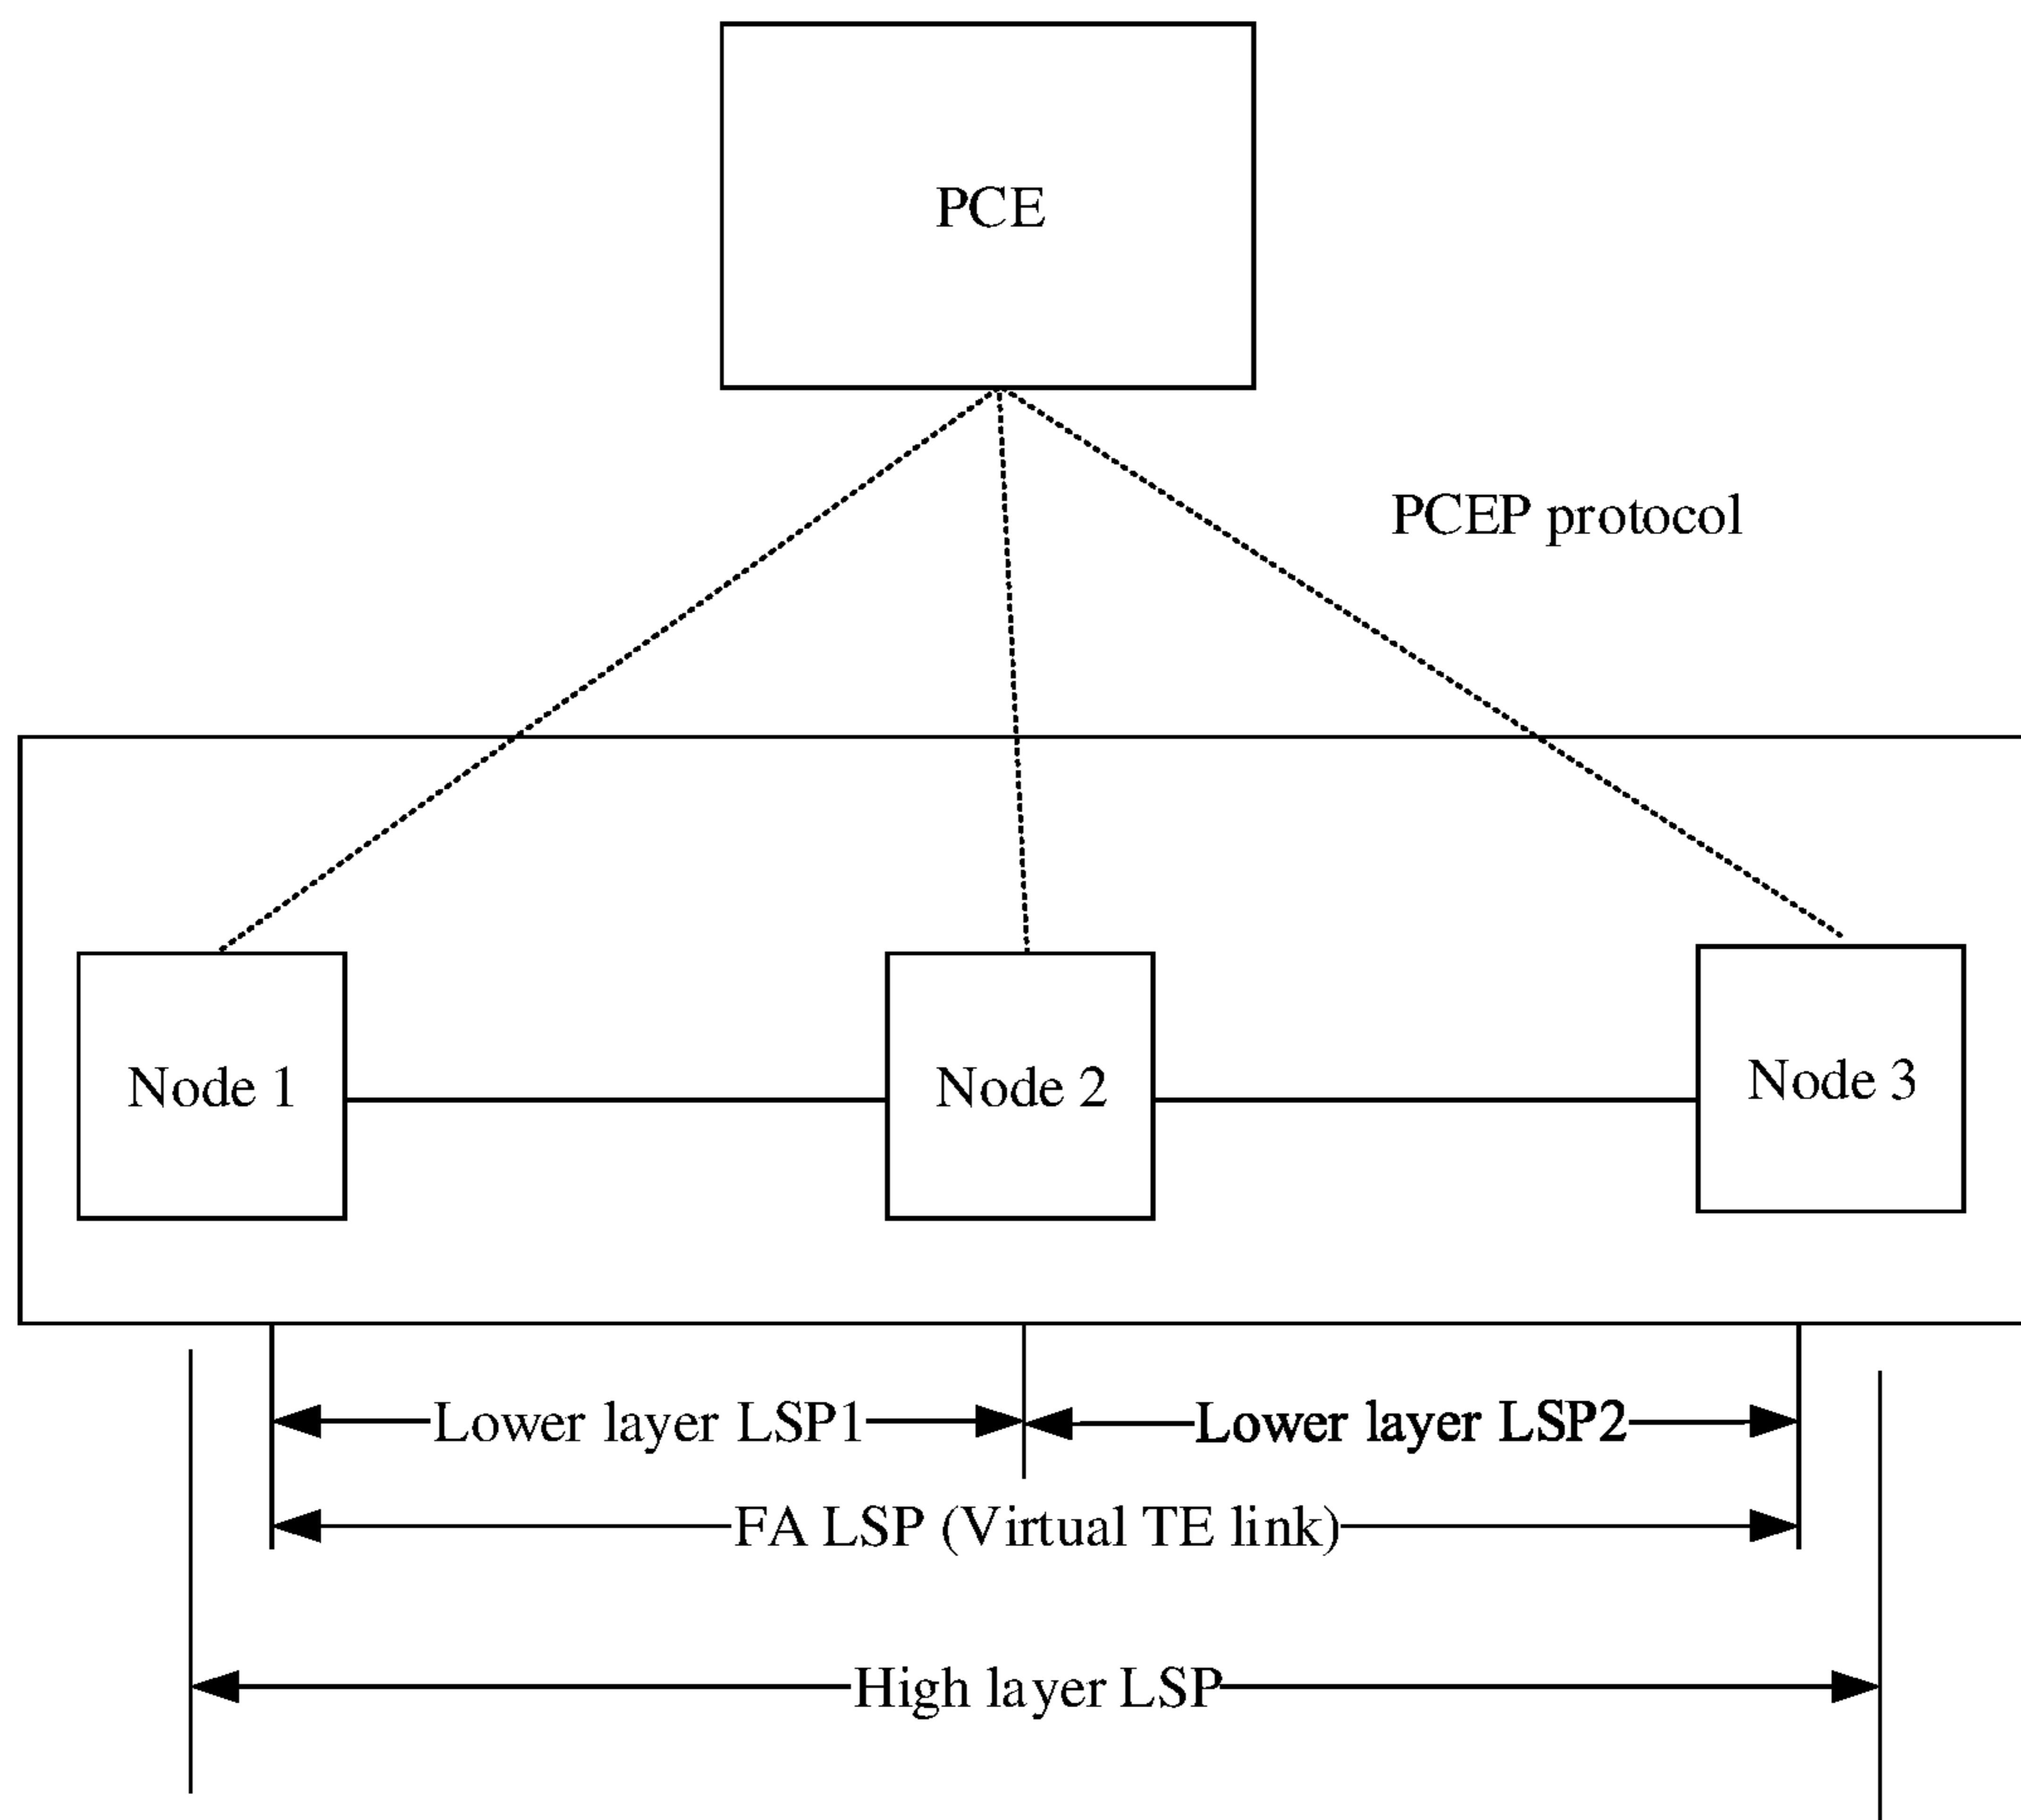 PCE
PCEP protocol
Node 1
Node 2
Node 3
Lower layer LSP1
Lower layer LSP2
FA LSP (Virtual TE link)
High layer LSP